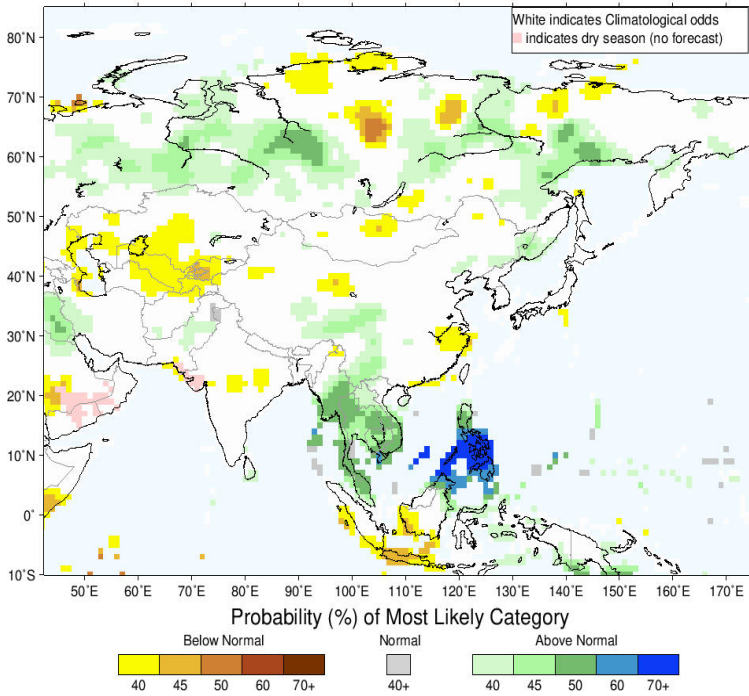 White indicates Climatological odds
indicates dry season (no forecast)
80˚N
70˚N
60˚N
50˚N
40˚N
30˚N
20˚N
10˚N
0˚
10˚S
50˚E 60˚E 70˚E 80˚E 90˚E 100˚E 110˚E 120˚E 130˚E 140˚E 150˚E 160˚E 170˚E
Probability (%) of Most Likely Category
Below Normal Normal Above Normal
40 45 50 60 70+ 40+ 40 45 50 60 70+